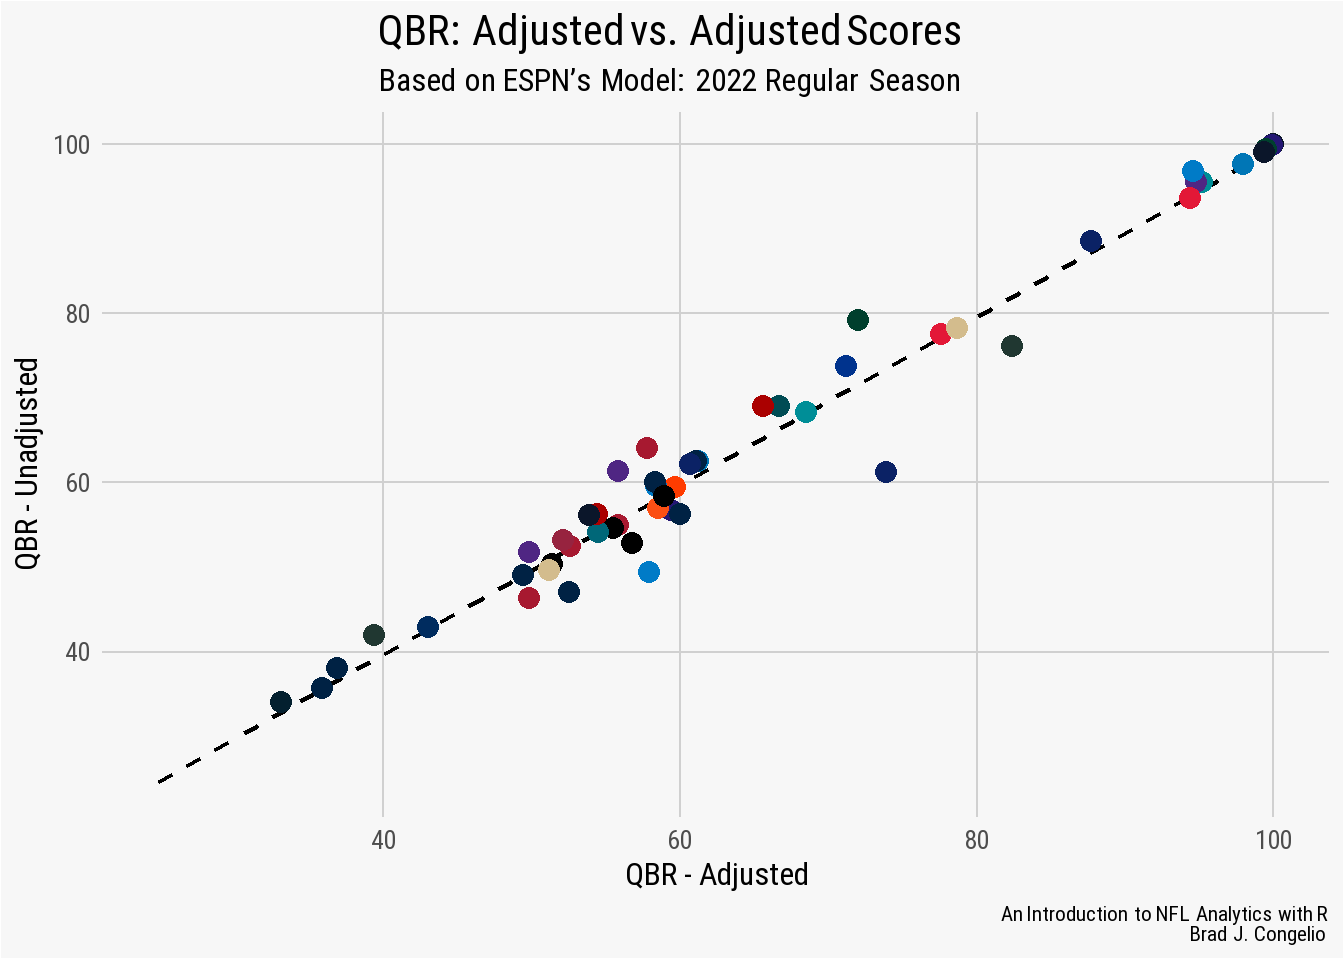 QBR: Adjusted vs. Adjusted Scores
Based on ESPN’s Model: 2022 Regular Season
100
80
60
40
QBR - Unadjusted
40 60 80 100
QBR - Adjusted
An Introduction to NFL Analytics with R
Brad J. Congelio